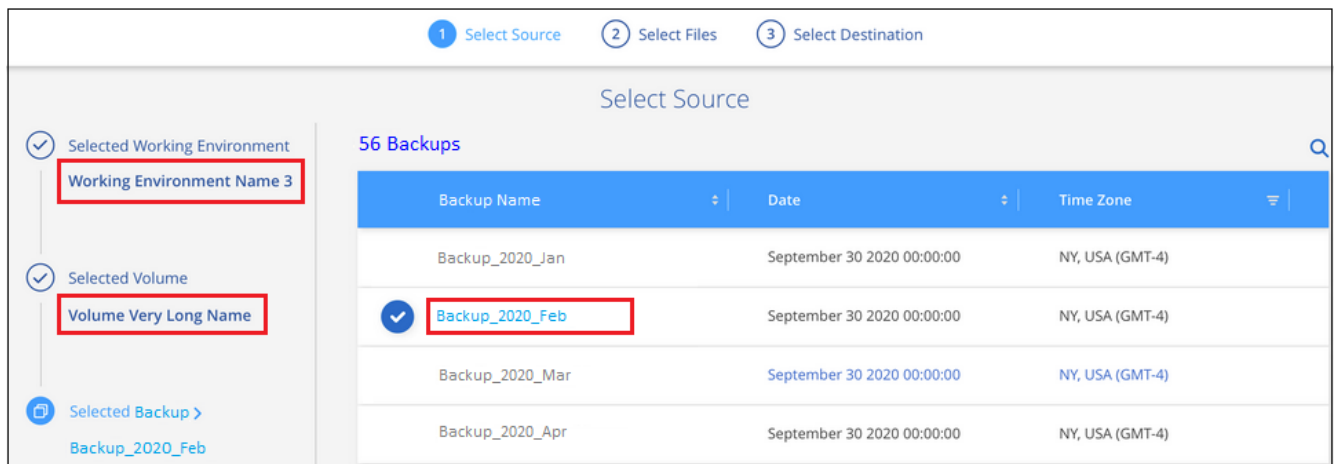 1 Select Source 2 Select Files 3 Select Destination
Select Source
Selected Working Environment
Working Environment Name 3
Selected Volume
Volume Very Long Name
Selected Backup >
Backup_2020_Feb
56 Backups
Backup Name Date Time Zone
Backup_2020_Jan September 30 2020 00:00:00 NY, USA (GMT-4)
Backup_2020_Feb September 30 2020 00:00:00 NY, USA (GMT-4)
Backup_2020_Mar September 30 2020 00:00:00 NY, USA (GMT-4)
Backup_2020_Apr September 30 2020 00:00:00 NY, USA (GMT-4)